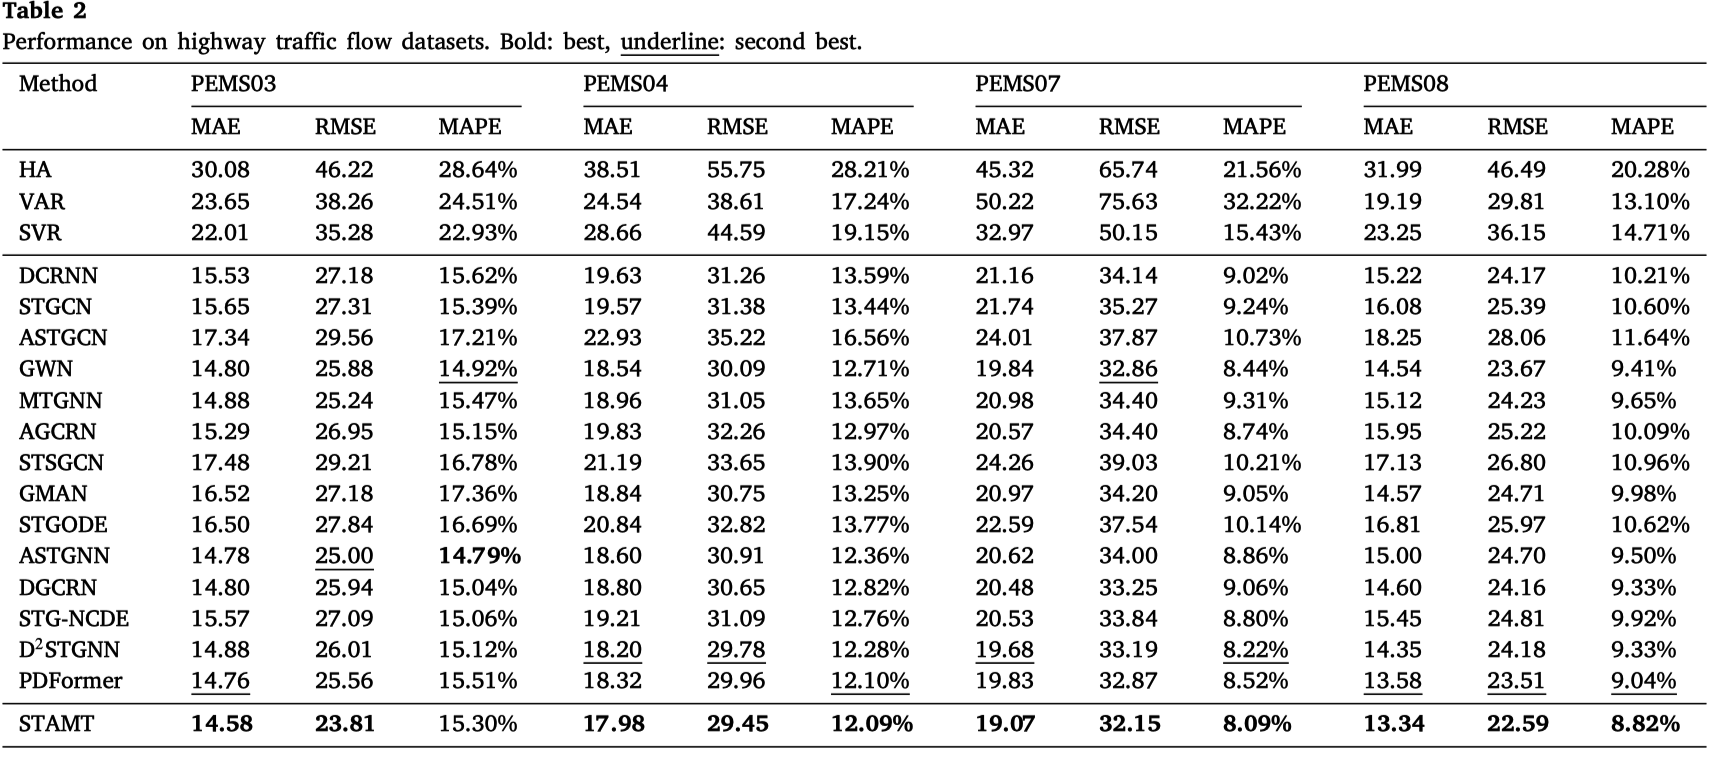 Table 2
Performance on highway traffic flow datasets. Bold: best, underline: second best.
Method PEMS03 PEMS04 PEMS07 PEMS08
MAE RMSE MAPE MAE RMSE MAPE MAE RMSE MAPE MAE RMSE MAPE
HA 30.08 46.22 28.64% 38.51 55.75 28.21% 45.32 65.74 21.56% 31.99 46.49 20.28%
VAR 23.65 38.26 24.51% 24.54 38.61 17.24% 50.22 75.63 32.22% 19.19 29.81 13.10%
SVR 22.01 35.28 22.93% 28.66 44.59 19.15% 32.97 50.15 15.43% 23.25 36.15 14.71%
DCRNN 15.53 27.18 15.62% 19.63 31.26 13.59% 21.16 34.14 9.02% 15.22 24.17 10.21%
STGCN 15.65 27.31 15.39% 19.57 31.38 13.44% 21.74 35.27 9.24% 16.08 25.39 10.60%
ASTGCN 17.34 29.56 17.21% 22.93 35.22 16.56% 24.01 37.87 10.73% 18.25 28.06 11.64%
GWN 14.80 25.88 14.92% 18.54 30.09 12.71% 19.84 32.86 8.44% 14.54 23.67 9.41%
MTGNN 14.88 25.24 15.47% 18.96 31.05 13.65% 20.98 34.40 9.31% 15.12 24.23 9.65%
AGCRN 15.29 26.95 15.15% 19.83 32.26 12.97% 20.57 34.40 8.74% 15.95 25.22 10.09%
STSGCN 17.48 29.21 16.78% 21.19 33.65 13.90% 24.26 39.03 10.21% 17.13 26.80 10.96%
GMAN 16.52 27.18 17.36% 18.84 30.75 13.25% 20.97 34.20 9.05% 14.57 24.71 9.98%
STGODE 16.50 27.84 16.69% 20.84 32.82 13.77% 22.59 37.54 10.14% 16.81 25.97 10.62%
ASTGNN 14.78 25.00 14.79% 18.60 30.91 12.36% 20.62 34.00 8.86% 15.00 24.70 9.50%
DGCRN 14.80 25.94 15.04% 18.80 30.65 12.82% 20.48 33.25 9.06% 14.60 24.16 9.33%
STG-NCDE 15.57 27.09 15.06% 19.21 31.09 12.76% 20.53 33.84 8.80% 15.45 24.81 9.92%
D²STGNN 14.88 26.01 15.12% 18.20 29.78 12.28% 19.68 33.19 8.22% 14.35 24.18 9.33%
PDFormer 14.76 25.56 15.51% 18.32 29.96 12.10% 19.83 32.87 8.52% 13.58 23.51 9.04%
STAMT 14.58 23.81 15.30% 17.98 29.45 12.09% 19.07 32.15 8.09% 13.34 22.59 8.82%